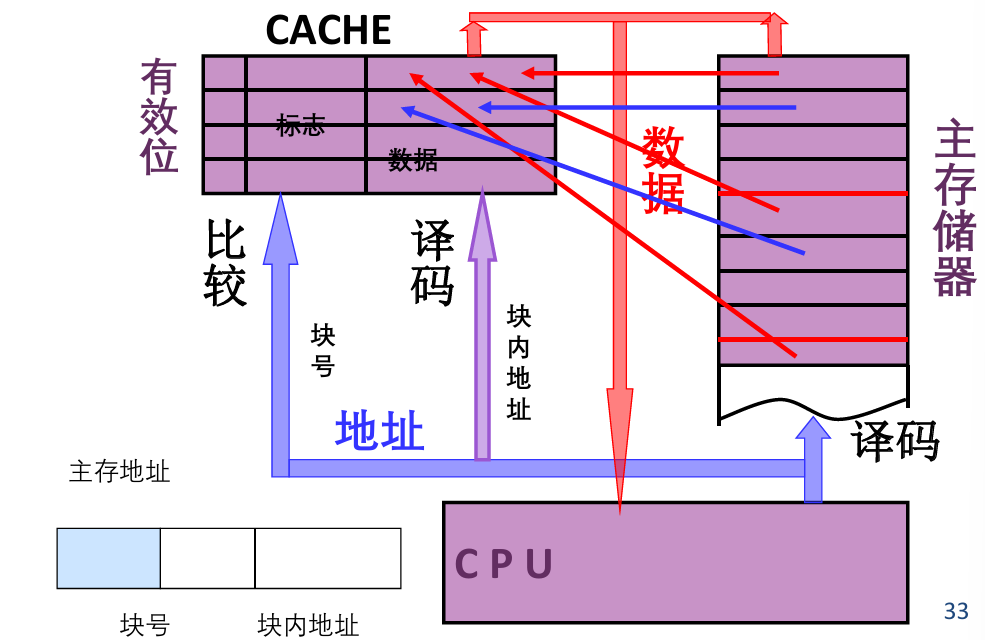 CACHE
有效位
标志
数据
数据
主存储器
比较
译码
块号
块内地址
地址
译码
主存地址
CPU
块号
块内地址
33